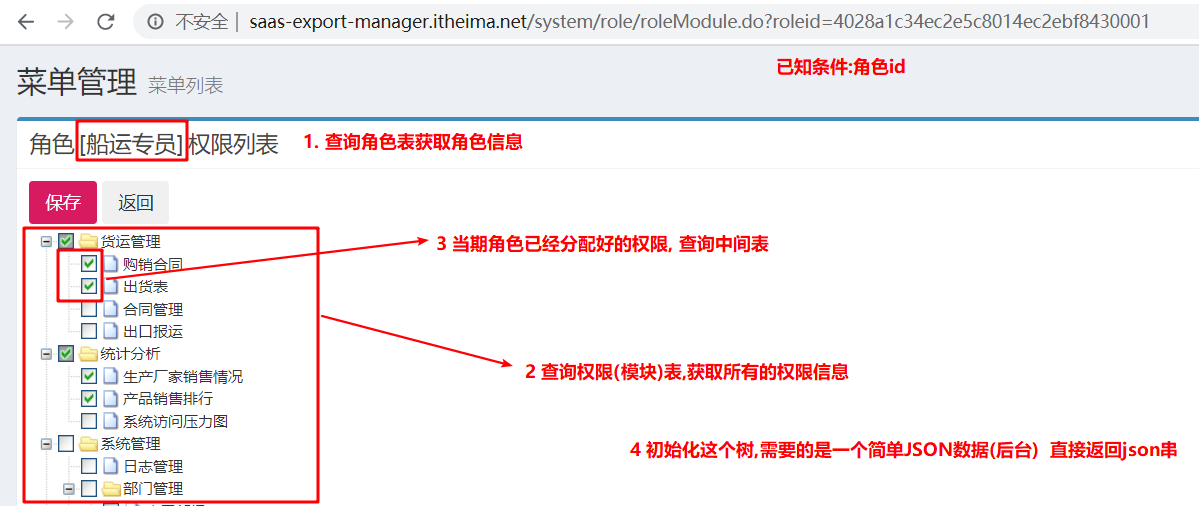 不安全 | saas-export-manager.itheima.net/system/role/roleModule.do?roleid=4028a1c34ec2e5c8014ec2ebf8430001
已知条件:角色id
菜单管理 菜单列表
角色 [船运专员] 权限列表
1. 查询角色表获取角色信息
保存 返回
货运管理
3 当期角色已经分配好的权限, 查询中间表
购销合同
出货表
合同管理
出口报运
统计分析
2 查询权限(模块)表,获取所有的权限信息
生产厂家销售情况
产品销售排行
系统访问压力图
系统管理
4 初始化这个树,需要的是一个简单JSON数据(后台) 直接返回json串
日志管理
部门管理